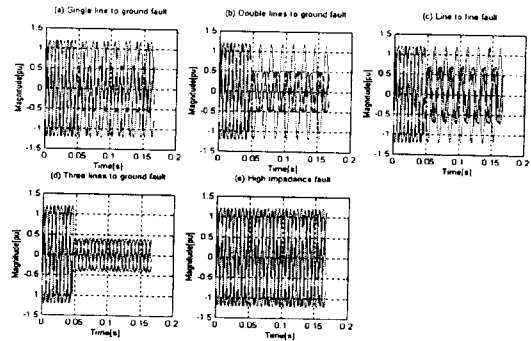 (a) Single line to ground fault
(b) Double lines to ground fault
(c) Line to line fault
Magnitude[pu]
1.5
1
0.5
0
-0.5
-1
-1.5
0 0.05 0.1 0.15 0.2
Time[s]
Magnitude[pu]
1.5
1
0.5
0
-0.5
-1
-1.5
0 0.05 0.1 0.15 0.2
Time[s]
Magnitude[pu]
1.5
1
0.5
0
-0.5
-1
-1.5
0 0.05 0.1 0.15 0.2
Time[s]
(d) Three lines to ground fault
(e) High impedance fault
Magnitude[pu]
1.5
1
0.5
0
-0.5
-1
-1.5
0 0.05 0.1 0.15 0.2
Time[s]
Magnitude[pu]
1.5
1
0.5
0
-0.5
-1
-1.5
0 0.05 0.1 0.15 0.2
Time[s]